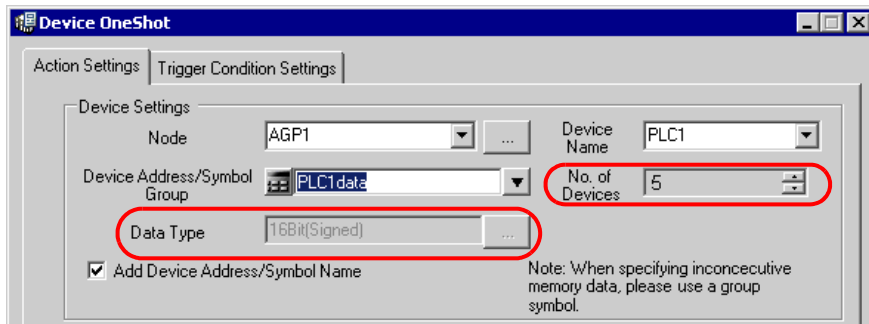 Device OneShot
Action Settings
Trigger Condition Settings
Device Settings
Node
AGP1
...
Device Name
PLC1
Device Address/Symbol Group
PLC1data
No. of Devices
5
Data Type
16Bit(Signed)
...
Add Device Address/Symbol Name
Note: When specifying inconcecutive
memory data, please use a group
symbol.